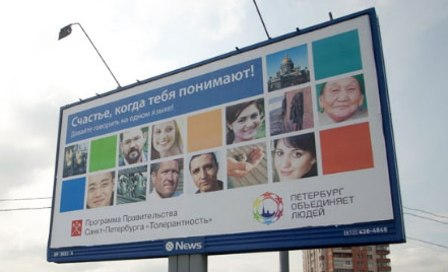 Счастье, когда тебя понимают!
Давайте говорить на одном языке!
Программа Правительства
Санкт-Петербурга «Толерантность»
ПЕТЕРБУРГ
ОБЪЕДИНЯЕТ
ЛЮДЕЙ
News